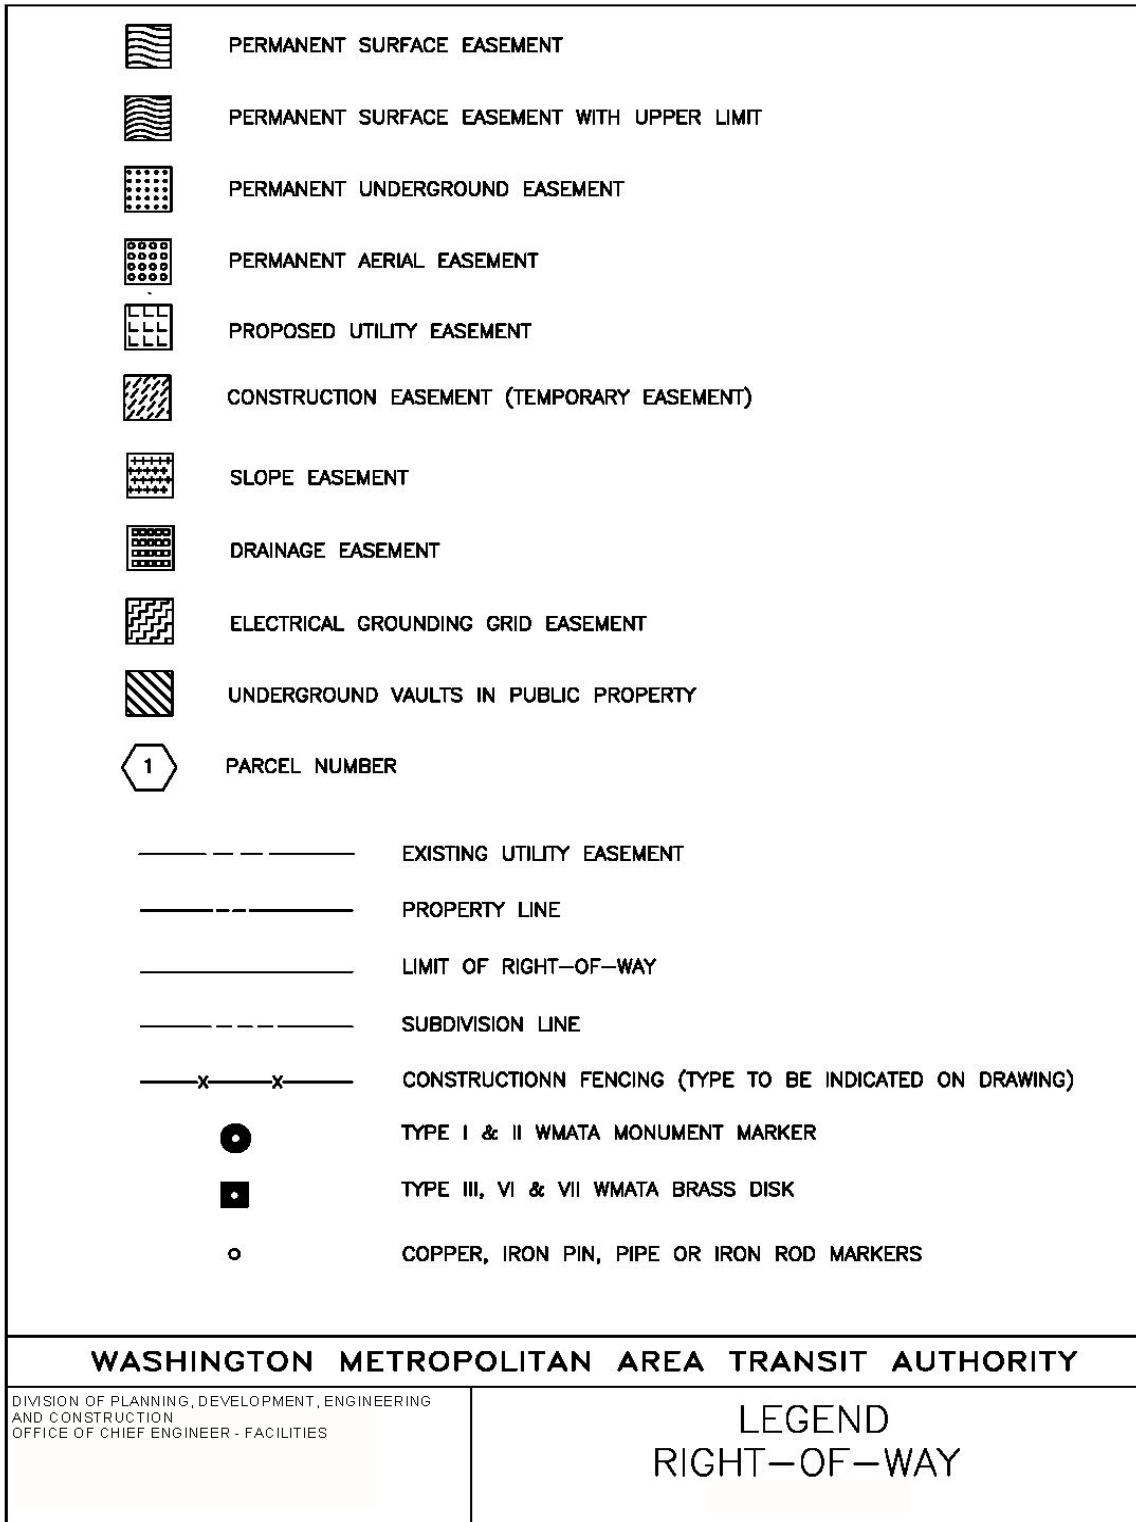 PERMANENT SURFACE EASEMENT
PERMANENT SURFACE EASEMENT WITH UPPER LIMIT
PERMANENT UNDERGROUND EASEMENT
PERMANENT AERIAL EASEMENT
PROPOSED UTILITY EASEMENT
CONSTRUCTION EASEMENT (TEMPORARY EASEMENT)
SLOPE EASEMENT
DRAINAGE EASEMENT
ELECTRICAL GROUNDING GRID EASEMENT
UNDERGROUND VAULTS IN PUBLIC PROPERTY
1 PARCEL NUMBER
EXISTING UTILITY EASEMENT
PROPERTY LINE
LIMIT OF RIGHT-OF-WAY
SUBDIVISION LINE
X X CONSTRUCTIONN FENCING (TYPE TO BE INDICATED ON DRAWING)
TYPE I & II WMATA MONUMENT MARKER
TYPE III, VI & VII WMATA BRASS DISK
COPPER, IRON PIN, PIPE OR IRON ROD MARKERS
WASHINGTON METROPOLITAN AREA TRANSIT AUTHORITY
DIVISION OF PLANNING, DEVELOPMENT, ENGINEERING
AND CONSTRUCTION
OFFICE OF CHIEF ENGINEER - FACILITIES
LEGEND
RIGHT-OF-WAY